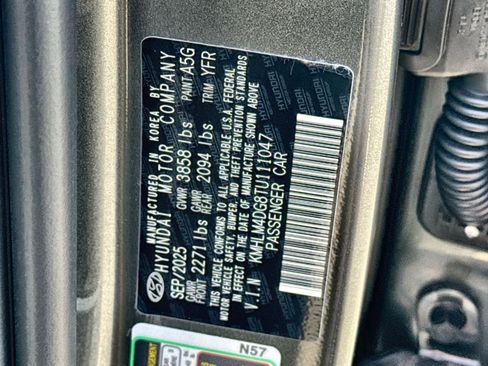 MANUFACTURED IN KOREA BY
HYUNDAI MOTOR COMPANY
SEP/2025 GVWR 3858 lbs PAINT A5G
GAWR FRONT 2271 lbs GAWR REAR 2094 lbs TRIM YFR
THIS VEHICLE CONFORMS TO ALL APPLICABLE U.S.A. FEDERAL
MOTOR VEHICLE SAFETY, BUMPER, AND THEFT PREVENTION STANDARDS
IN EFFECT ON THE DATE OF MANUFACTURE SHOWN ABOVE.
V.I.N KMHLM4DG8TU111047
PASSENGER CAR
N57